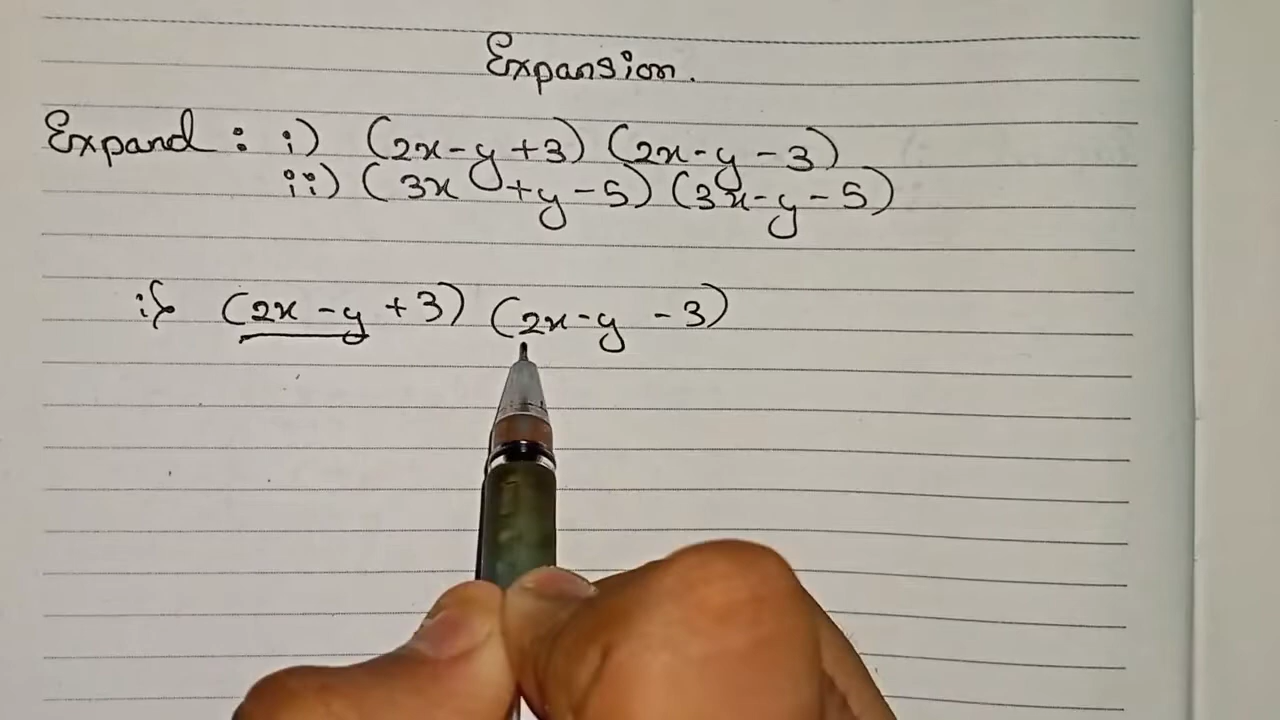 Expansion.
Expand : i) (2x-y+3) (2x-y-3)
ii) (3x +y-5) (3x-y-5)
i) (2x-y+3) (2x-y -3)